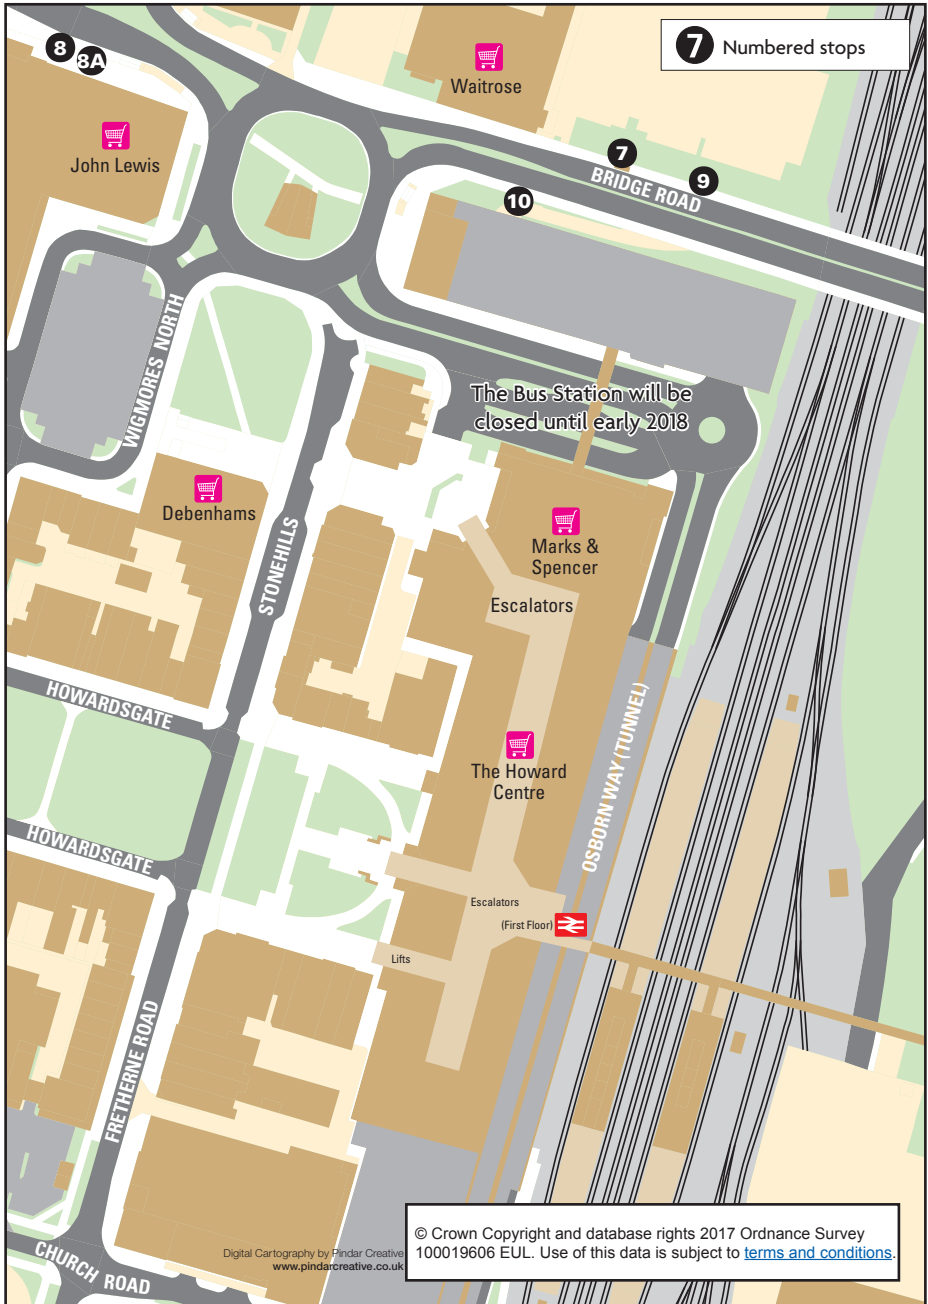 8
8A
7 Numbered stops
Waitrose
John Lewis
7
BRIDGE ROAD
9
10
WIGMORES NORTH
The Bus Station will be
closed until early 2018
Debenhams
STONEHILLS
Marks &
Spencer
Escalators
HOWARDSGATE
OSBORN WAY (TUNNEL)
The Howard
Centre
HOWARDSGATE
Escalators
(First Floor)
Lifts
FRETHERNE ROAD
CHURCH ROAD
Digital Cartography by Pindar Creative
www.pindarcreative.co.uk
© Crown Copyright and database rights 2017 Ordnance Survey
100019606 EUL. Use of this data is subject to terms and conditions.